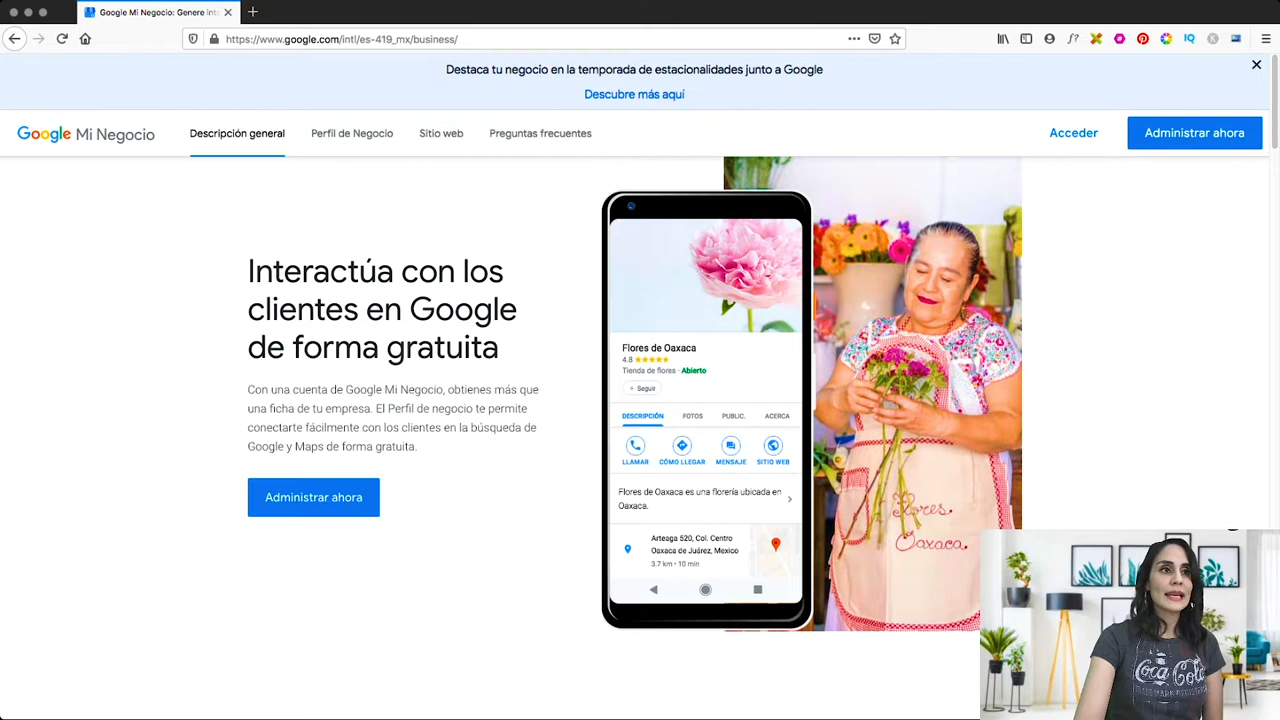 Google Mi Negocio: Genere inte
https://www.google.com/intl/es-419_mx/business/
Destaca tu negocio en la temporada de estacionalidades junto a Google
Descubre más aquí
Google Mi Negocio
Descripción general
Perfil de Negocio
Sitio web
Preguntas frecuentes
Acceder
Administrar ahora
Interactúa con los
clientes en Google
de forma gratuita
Con una cuenta de Google Mi Negocio, obtienes más que
una ficha de tu empresa. El Perfil de negocio te permite
conectarte fácilmente con los clientes en la búsqueda de
Google y Maps de forma gratuita.
Administrar ahora
Flores de Oaxaca
4.8
Tienda de flores · Abierto
+ Seguir
DESCRIPCIÓN
FOTOS
PUBLIC.
ACERCA
LLAMAR
CÓMO LLEGAR
MENSAJE
SITIO WEB
Flores de Oaxaca es una florería ubicada en
Oaxaca.
Arteaga 520, Col. Centro
Oaxaca de Juárez, Mexico
3.7 km • 10 min
Flores
Oaxaca.
Coca Cola
TRADE MARK REGISTERED